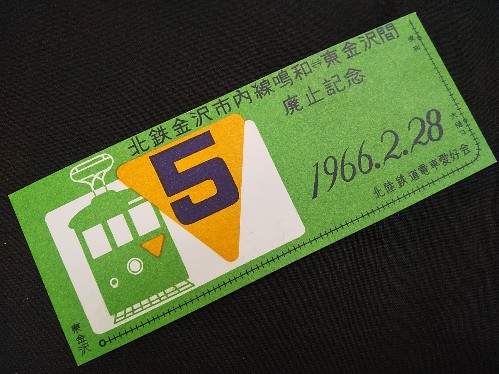 北鉄金沢市内線鳴和⇔東金沢間
廃止記念
5
1966.2.28
北陸鉄道電車愛好会
東金沢